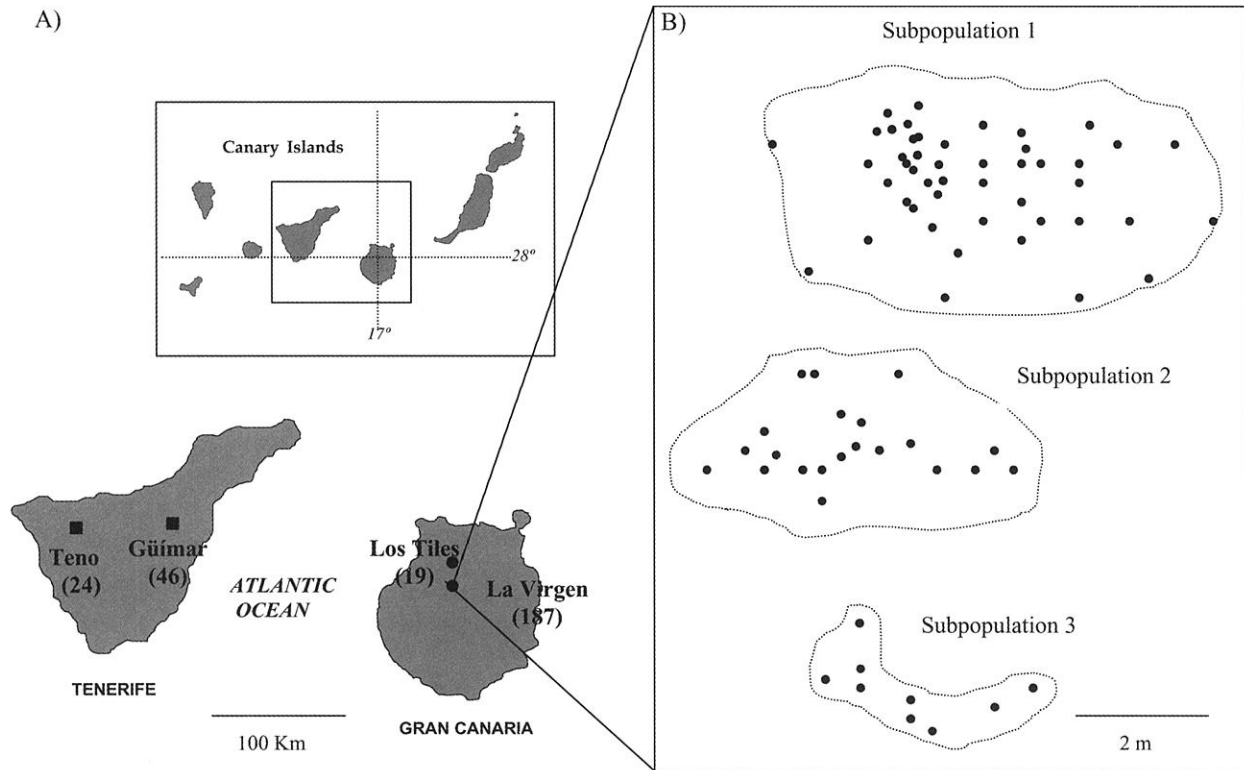 A)
Canary Islands
28º
17º
Teno
(24)
Güímar
(46)
ATLANTIC
OCEAN
Los Tiles
(19)
La Virgen
(187)
TENERIFE
100 Km
GRAN CANARIA
B)
Subpopulation 1
Subpopulation 2
Subpopulation 3
2 m